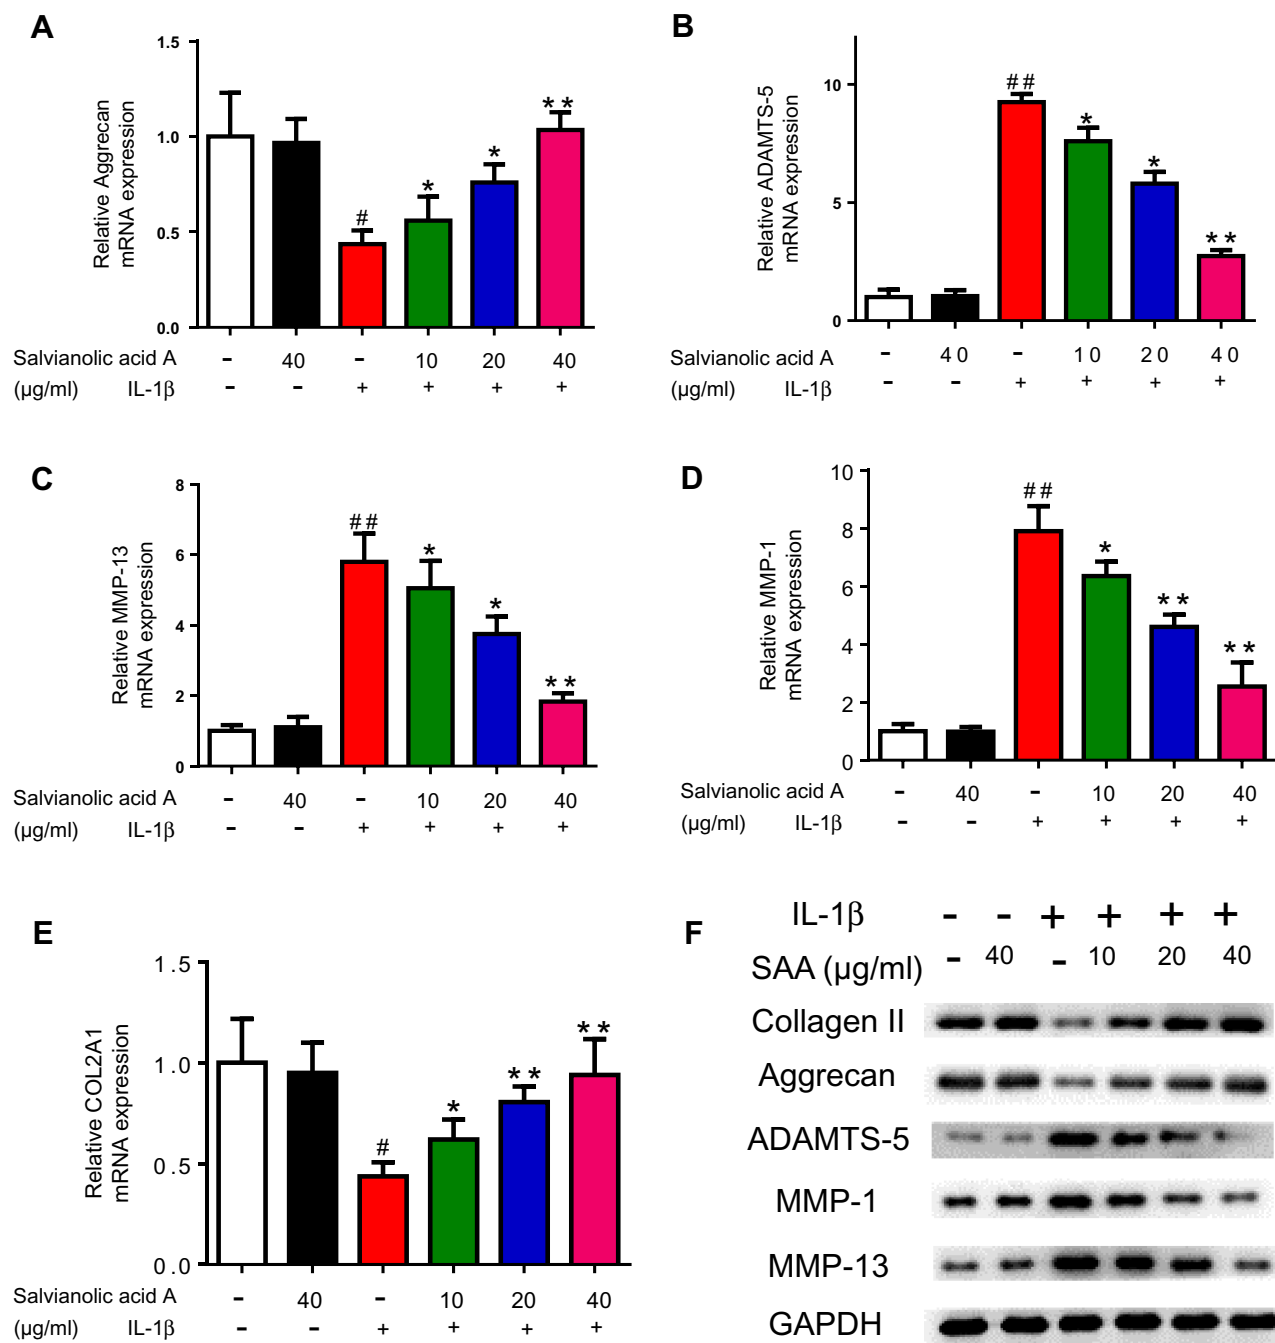 A
Relative Aggrecan
mRNA expression
1.5
1.0
0.5
0.0
#
*
*
**
Salvianolic acid A - 40 - 10 20 40
(μg/ml) IL-1β - - + + + +
B
Relative ADAMTS-5
mRNA expression
10
5
0
##
*
*
**
Salvianolic acid A - 40 - 10 20 40
(μg/ml) IL-1β - - + + + +
C
Relative MMP-13
mRNA expression
8
6
4
2
0
##
*
*
**
Salvianolic acid A - 40 - 10 20 40
(μg/ml) IL-1β - - + + + +
D
Relative MMP-1
mRNA expression
10
8
6
4
2
0
##
*
**
**
Salvianolic acid A - 40 - 10 20 40
(μg/ml) IL-1β - - + + + +
E
Relative COL2A1
mRNA expression
1.5
1.0
0.5
0.0
#
*
**
**
Salvianolic acid A - 40 - 10 20 40
(μg/ml) IL-1β - - + + + +
F
IL-1β - - + + + +
SAA (μg/ml) - 40 - 10 20 40
Collagen II
Aggrecan
ADAMTS-5
MMP-1
MMP-13
GAPDH